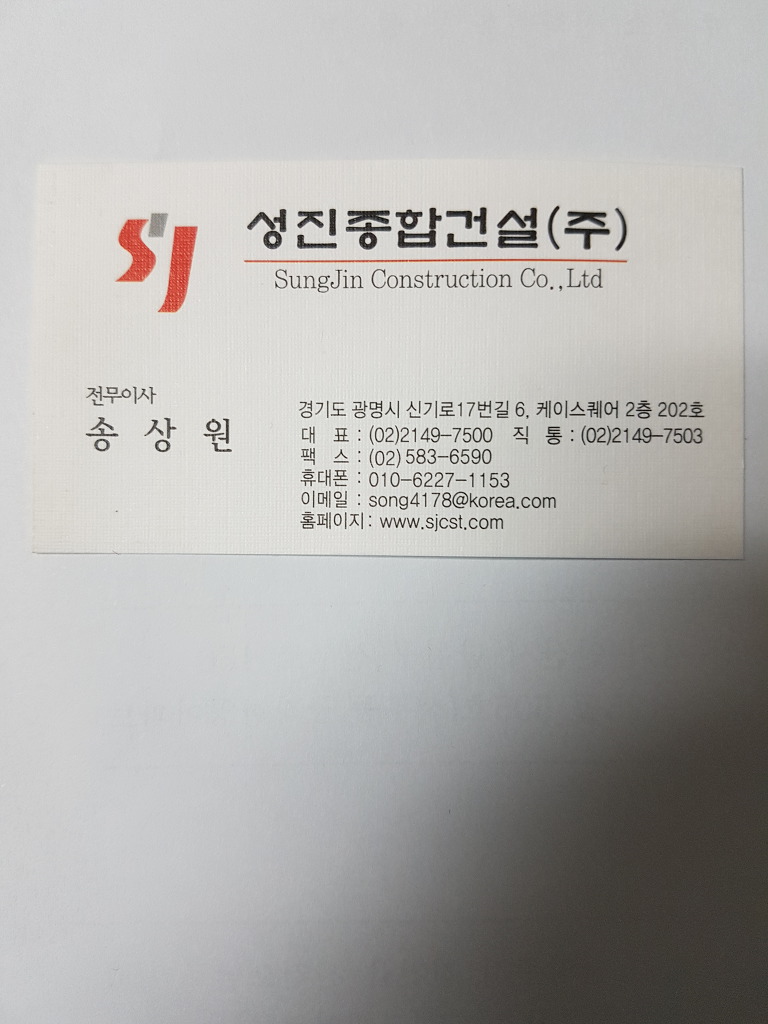 SJ
성진종합건설(주)
SungJin Construction Co.,Ltd
전무이사
송 상 원
경기도 광명시 신기로17번길 6, 케이스퀘어 2층 202호
대 표 : (02)2149-7500 직 통 : (02)2149-7503
팩 스 : (02) 583-6590
휴대폰 : 010-6227-1153
이메일 : song4178@korea.com
홈페이지: www.sjcst.com